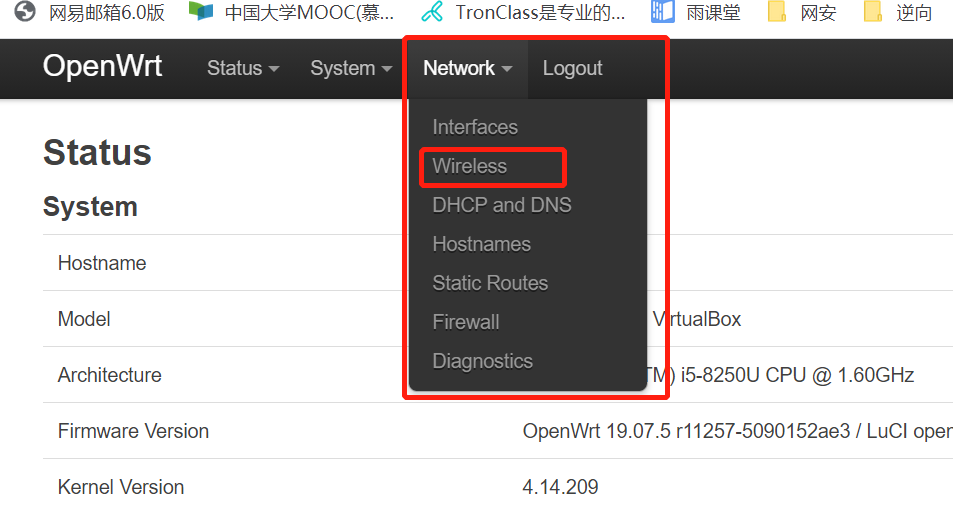 网易邮箱6.0版 中国大学MOOC(慕... TronClass是专业的... 雨课堂 网安 逆向
OpenWrt Status System Network Logout
Interfaces
Wireless
DHCP and DNS
Hostnames
Static Routes
Firewall
Diagnostics
Status
System
Hostname
Model VirtualBox
Architecture TM) i5-8250U CPU @ 1.60GHz
Firmware Version OpenWrt 19.07.5 r11257-5090152ae3 / LuCI oper
Kernel Version 4.14.209